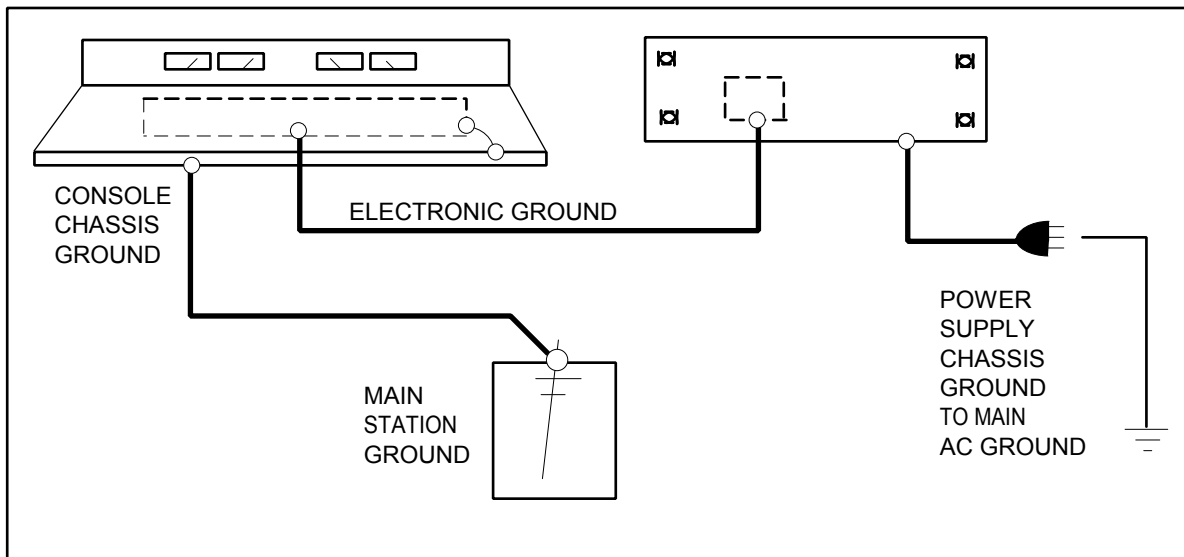 CONSOLE
CHASSIS
GROUND
ELECTRONIC GROUND
MAIN
STATION
GROUND
POWER
SUPPLY
CHASSIS
GROUND
TO MAIN
AC GROUND